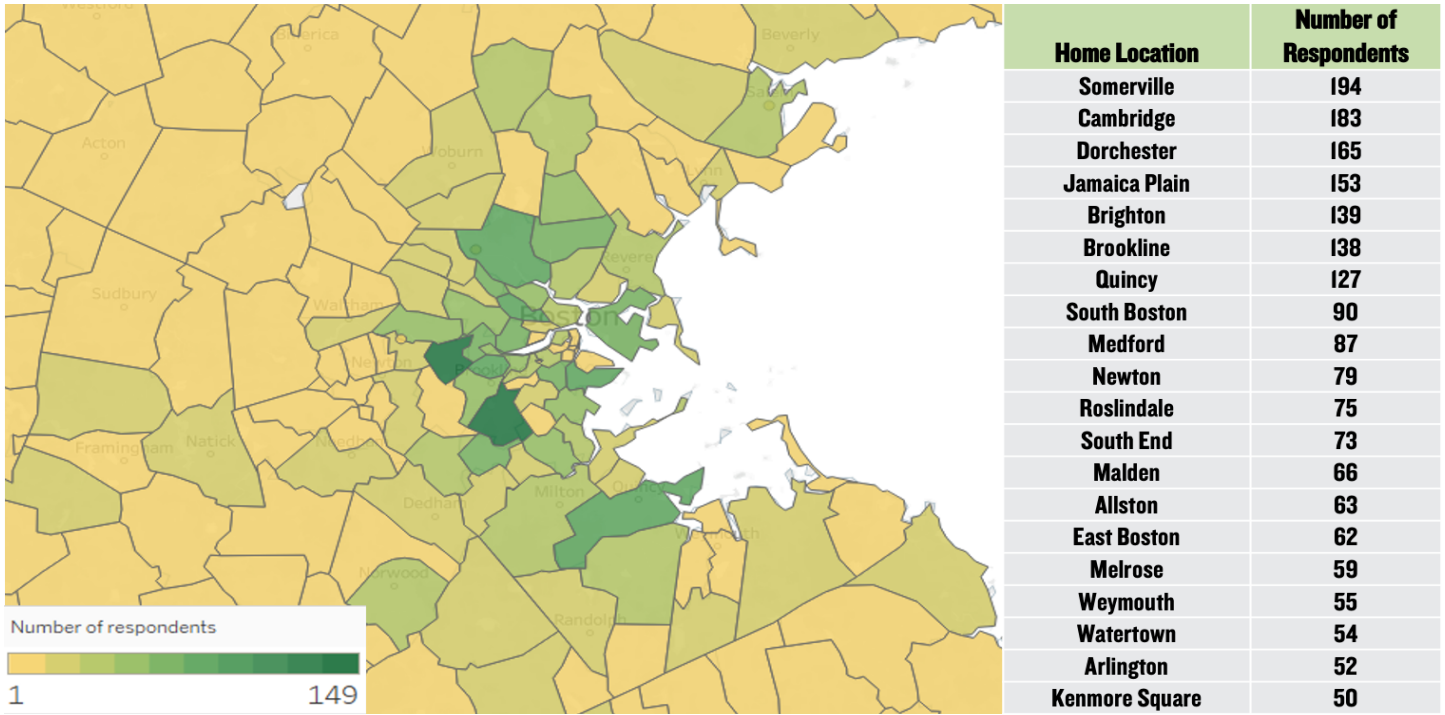 Westford
Billerica
Beverly
Salem
Acton
Woburn
Lynn
Revere
Sudbury
Waltham
Boston
Newton
Framingham
Natick
Needham
Dedham
Milton
Quincy
Weymouth
Norwood
Randolph
Number of respondents
1 149
Home Location Number of
Respondents
Somerville 194
Cambridge 183
Dorchester 165
Jamaica Plain 153
Brighton 139
Brookline 138
Quincy 127
South Boston 90
Medford 87
Newton 79
Roslindale 75
South End 73
Malden 66
Allston 63
East Boston 62
Melrose 59
Weymouth 55
Watertown 54
Arlington 52
Kenmore Square 50